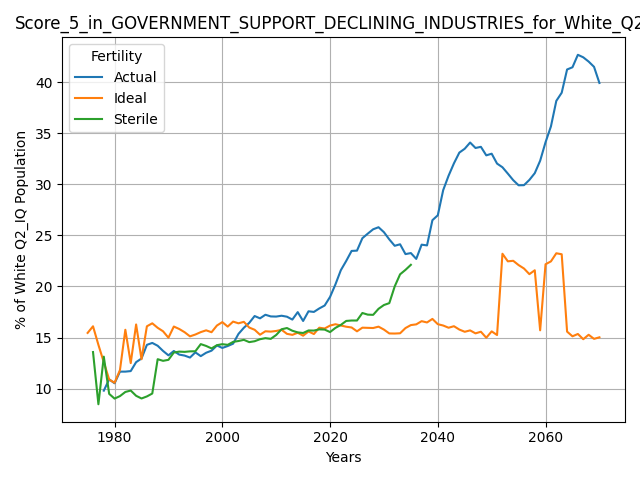 Score_5_in_GOVERNMENT_SUPPORT_DECLINING_INDUSTRIES_for_White_Q2
Fertility
Actual
Ideal
Sterile
% of White Q2_IQ Population
40
35
30
25
20
15
10
1980
2000
2020
2040
2060
Years